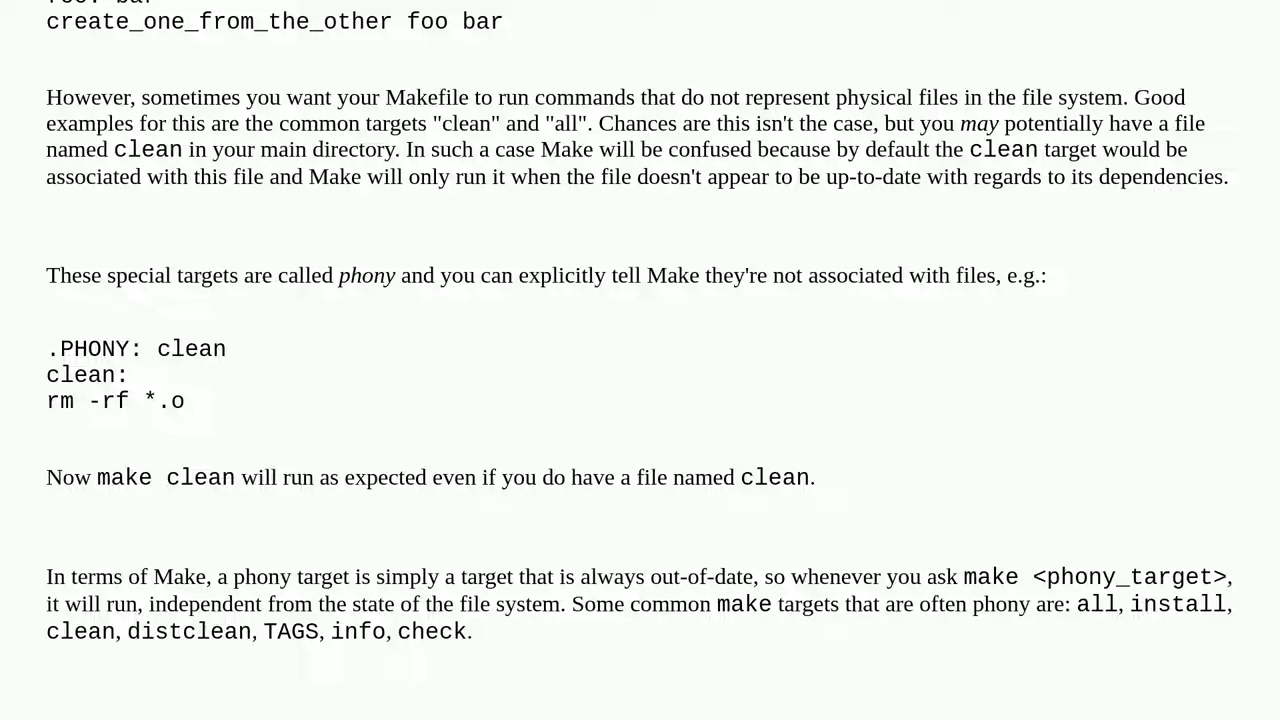 foo: bar
create_one_from_the_other foo bar
However, sometimes you want your Makefile to run commands that do not represent physical files in the file system. Good
examples for this are the common targets "clean" and "all". Chances are this isn't the case, but you may potentially have a file
named clean in your main directory. In such a case Make will be confused because by default the clean target would be
associated with this file and Make will only run it when the file doesn't appear to be up-to-date with regards to its dependencies.
These special targets are called phony and you can explicitly tell Make they're not associated with files, e.g.:
.PHONY: clean
clean:
rm -rf *.o
Now make clean will run as expected even if you do have a file named clean.
In terms of Make, a phony target is simply a target that is always out-of-date, so whenever you ask make <phony_target>,
it will run, independent from the state of the file system. Some common make targets that are often phony are: all, install,
clean, distclean, TAGS, info, check.